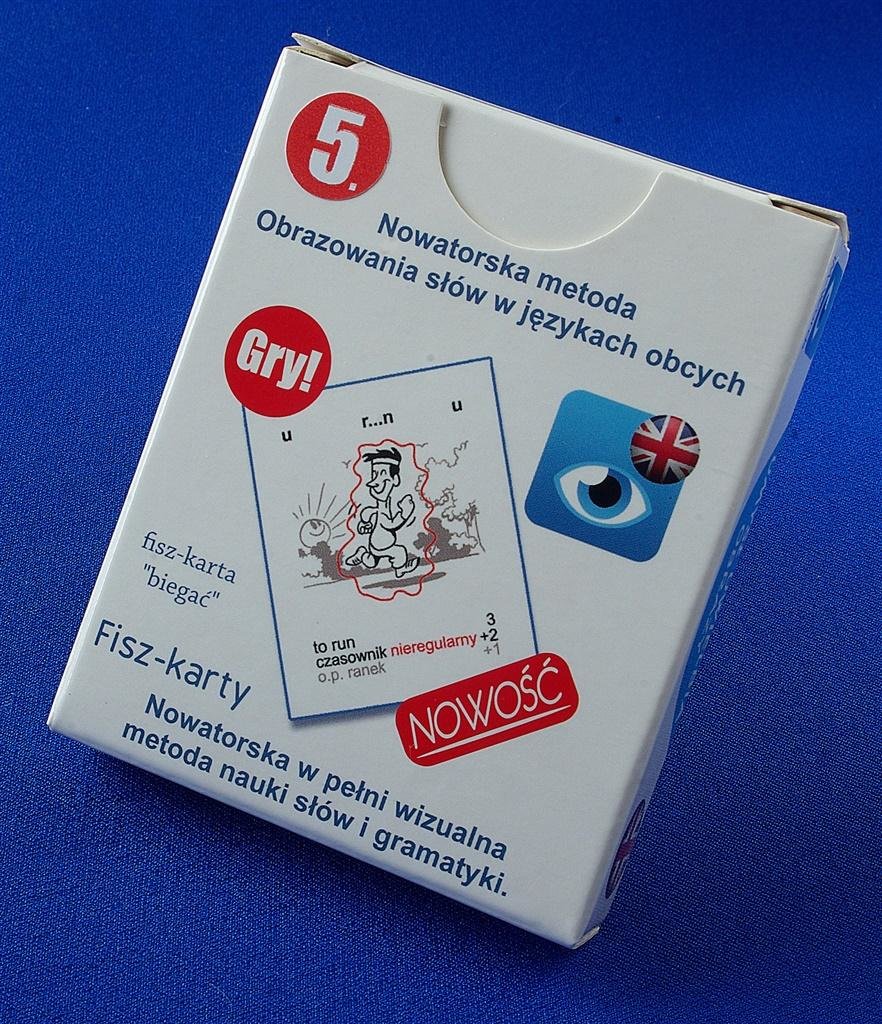 5.
Nowatorska metoda
Obrazowania słów w językach obcych
Gry!
u r...n u
fisz-karta
"biegać"
to run 3
czasownik nieregularny +2
o.p. ranek +1
Fisz-karty
NOWOŚĆ
Nowatorska w pełni wizualna
metoda nauki słów i gramatyki.